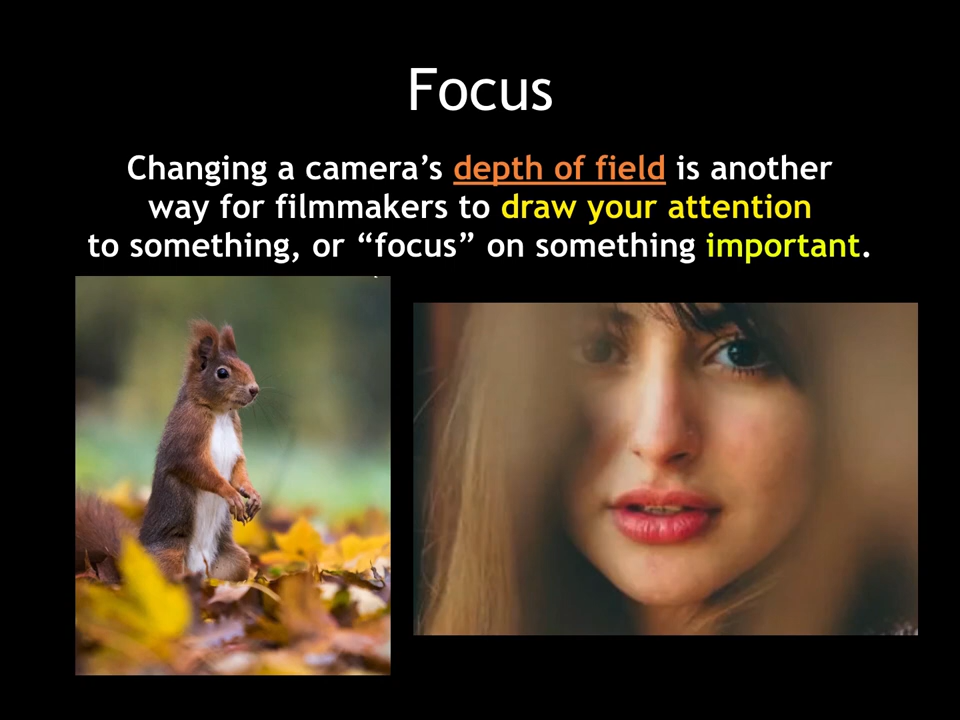 Focus
Changing a camera’s depth of field is another
way for filmmakers to draw your attention
to something, or “focus” on something important.